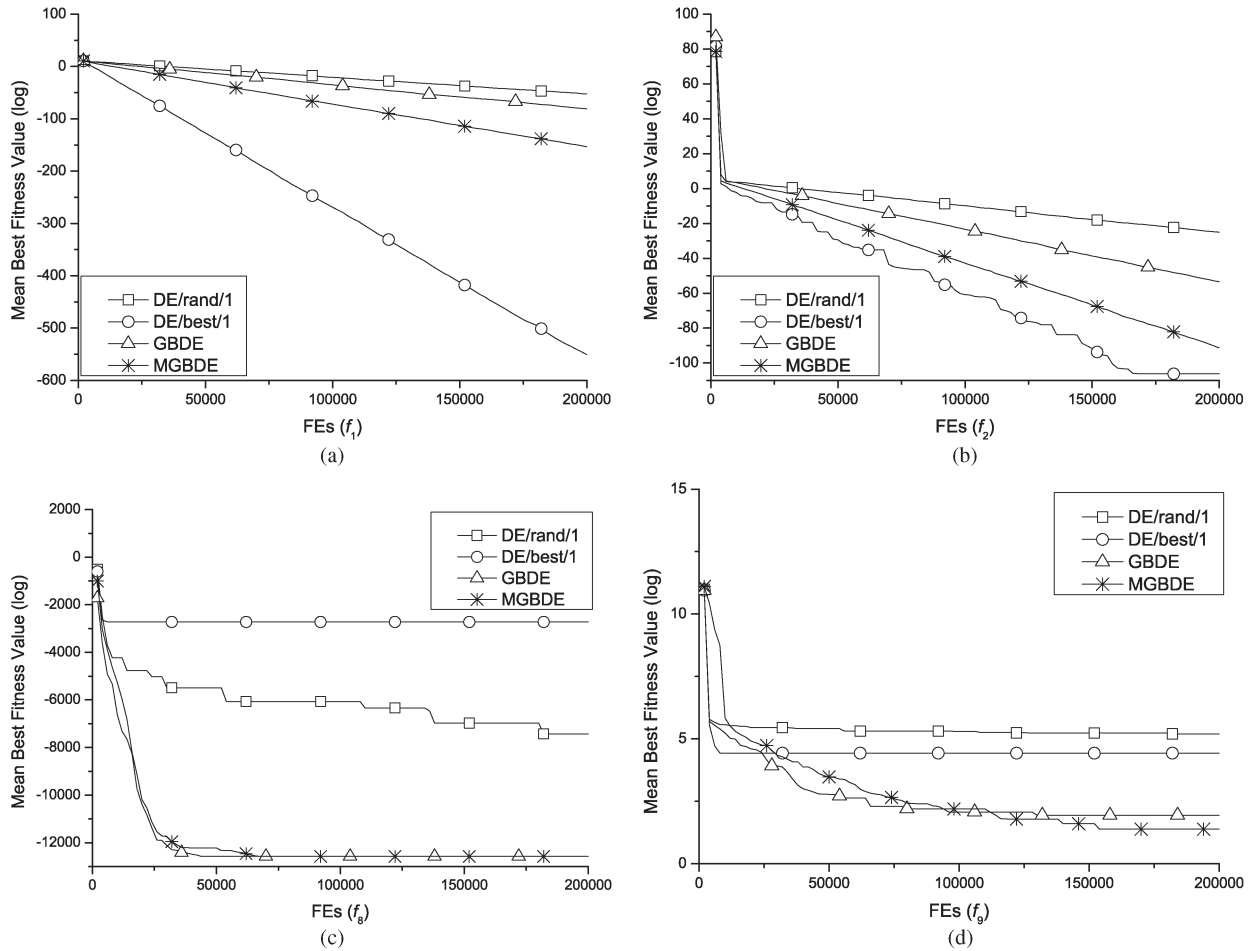 100
0
-100
-200
-300
-400
-500
-600
Mean Best Fitness Value (log)
DE/rand/1
DE/best/1
GBDE
MGBDE
0 50000 100000 150000 200000
FEs (f1)
(a)
100
80
60
40
20
0
-20
-40
-60
-80
-100
Mean Best Fitness Value (log)
DE/rand/1
DE/best/1
GBDE
MGBDE
0 50000 100000 150000 200000
FEs (f2)
(b)
2000
0
-2000
-4000
-6000
-8000
-10000
-12000
Mean Best Fitness Value (log)
DE/rand/1
DE/best/1
GBDE
MGBDE
0 50000 100000 150000 200000
FEs (f8)
(c)
15
10
5
0
Mean Best Fitness Value (log)
DE/rand/1
DE/best/1
GBDE
MGBDE
0 50000 100000 150000 200000
FEs (f9)
(d)